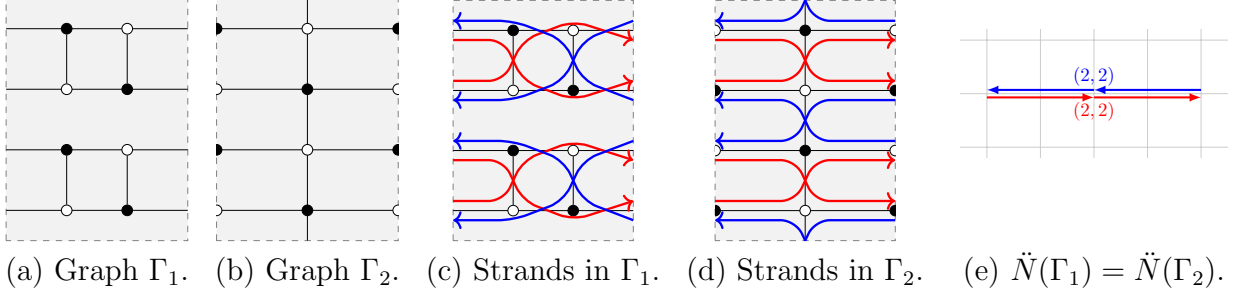 (2, 2)
(2, 2)
(a) Graph Γ₁. (b) Graph Γ₂. (c) Strands in Γ₁. (d) Strands in Γ₂. (e) N̈(Γ₁) = N̈(Γ₂).